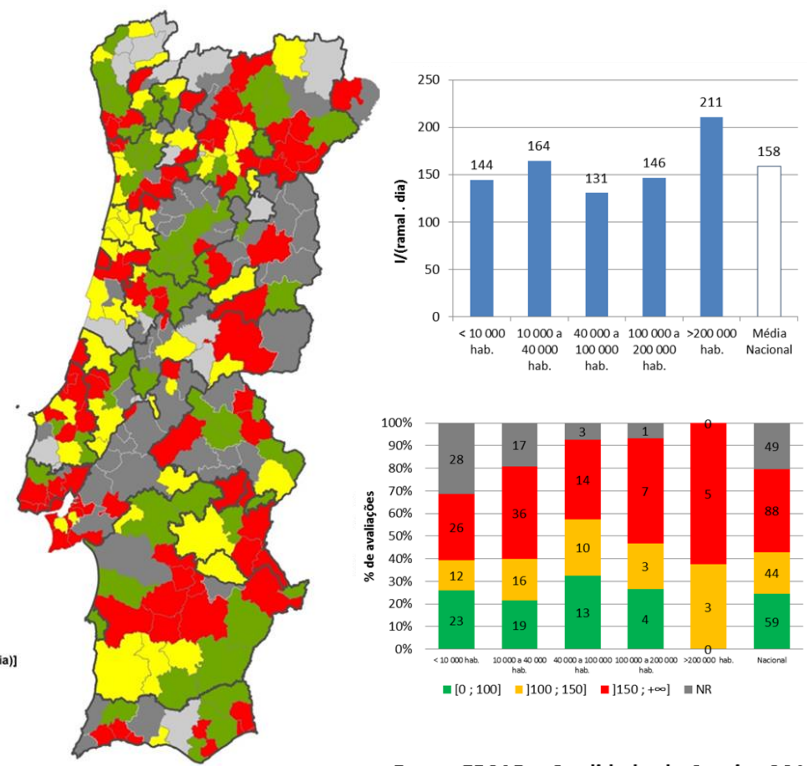 250
200
150
100
50
0
l/(ramal . dia)
144
164
131
146
211
158
< 10 000 hab.
10 000 a 40 000 hab.
40 000 a 100 000 hab.
100 000 a 200 000 hab.
>200 000 hab.
Média Nacional
100%
90%
80%
70%
60%
50%
40%
30%
20%
10%
0%
% de avaliações
28
26
12
23
17
36
16
19
3
14
10
13
1
7
3
4
0
5
3
0
49
88
44
59
< 10 000 hab.
10 000 a 40 000 hab.
40 000 a 100 000 hab.
100 000 a 200 000 hab.
>200 000 hab.
Nacional
[0 ; 100]
]100 ; 150]
]150 ; +∞]
NR
ia)]